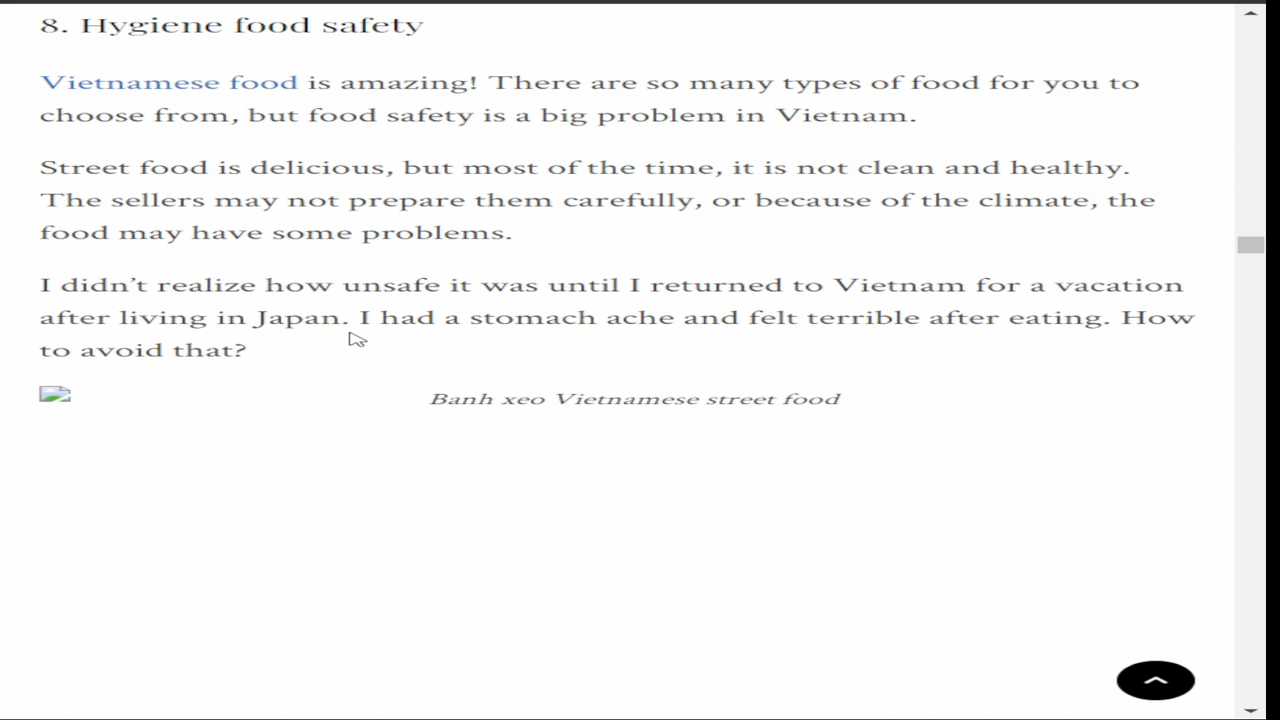 8. Hygiene food safety
Vietnamese food is amazing! There are so many types of food for you to
choose from, but food safety is a big problem in Vietnam.
Street food is delicious, but most of the time, it is not clean and healthy.
The sellers may not prepare them carefully, or because of the climate, the
food may have some problems.
I didn’t realize how unsafe it was until I returned to Vietnam for a vacation
after living in Japan. I had a stomach ache and felt terrible after eating. How
to avoid that?
Banh xeo Vietnamese street food